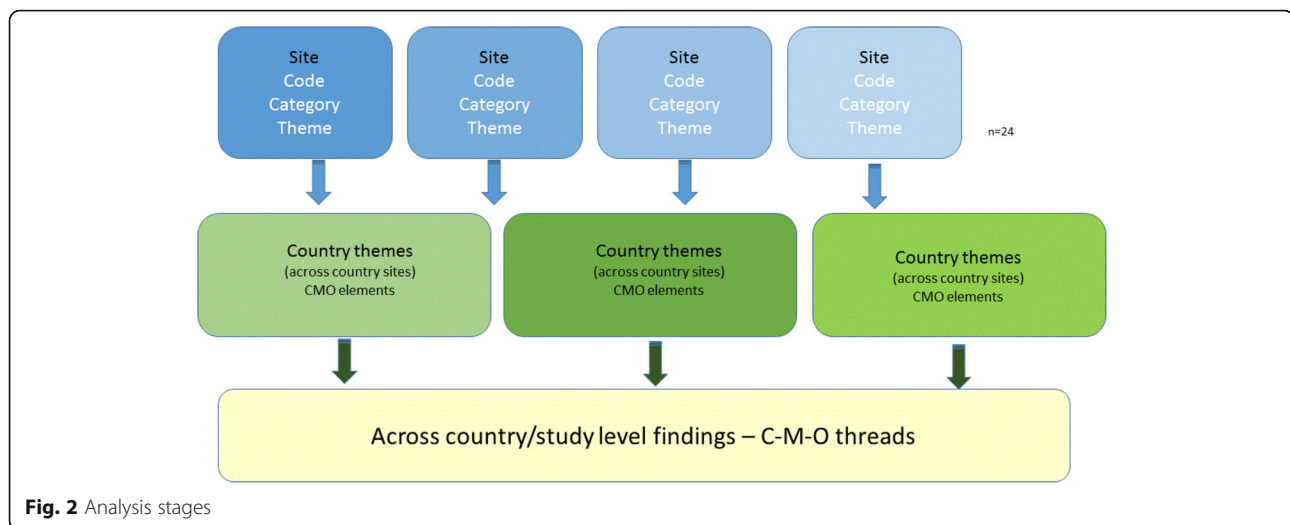 Site
Code
Category
Theme
Site
Code
Category
Theme
Site
Code
Category
Theme
Site
Code
Category
Theme
n=24
Country themes
(across country sites)
CMO elements
Country themes
(across country sites)
CMO elements
Country themes
(across country sites)
CMO elements
Across country/study level findings – C-M-O threads
Fig. 2 Analysis stages